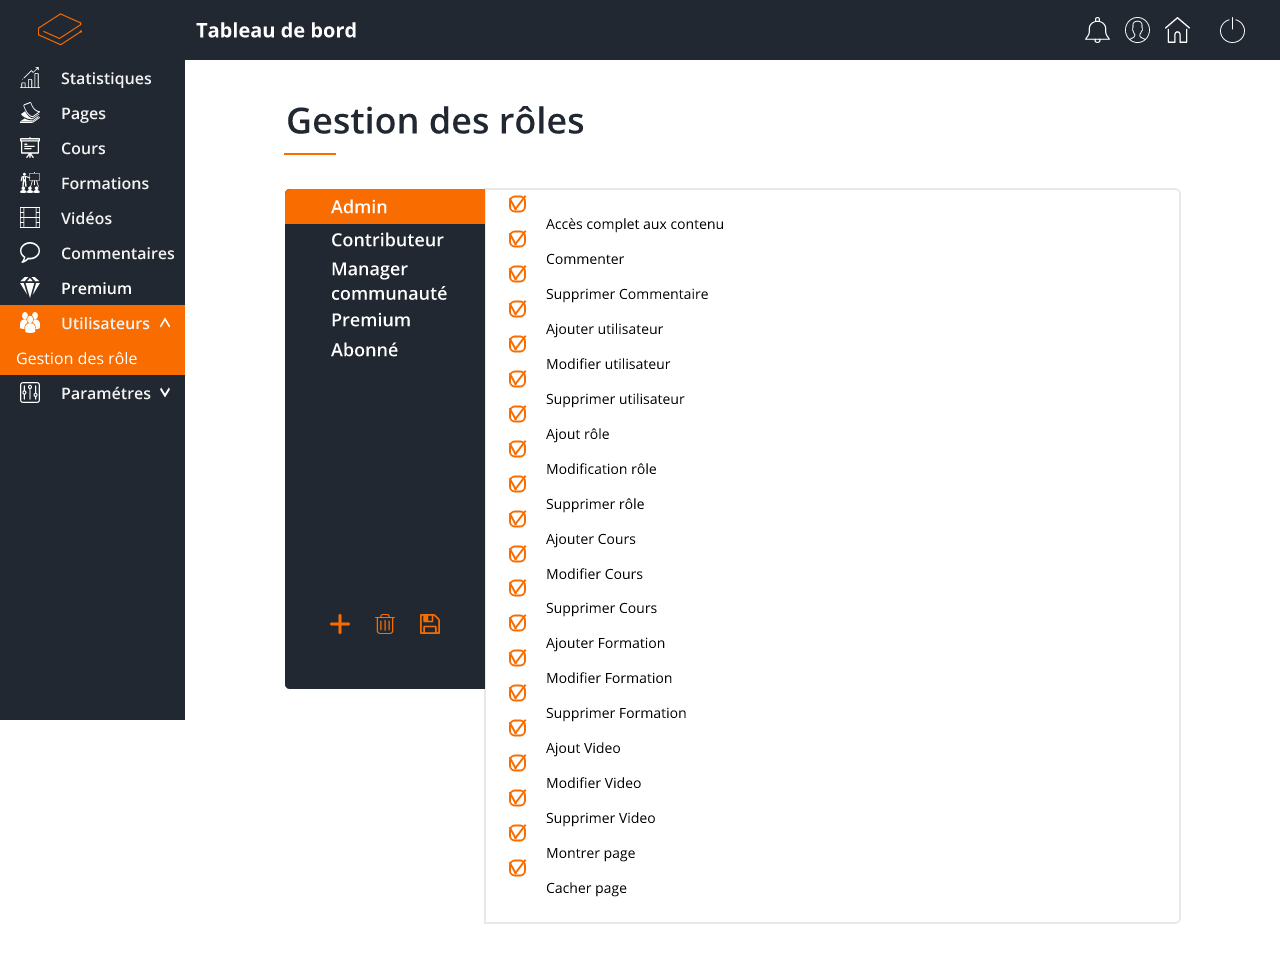 Tableau de bord
Statistiques
Pages
Cours
Formations
Vidéos
Commentaires
Premium
Utilisateurs
Gestion des rôle
Paramétres
Gestion des rôles
Admin
Contributeur
Manager
communauté
Premium
Abonné
Accès complet aux contenu
Commenter
Supprimer Commentaire
Ajouter utilisateur
Modifier utilisateur
Supprimer utilisateur
Ajout rôle
Modification rôle
Supprimer rôle
Ajouter Cours
Modifier Cours
Supprimer Cours
Ajouter Formation
Modifier Formation
Supprimer Formation
Ajout Video
Modifier Video
Supprimer Video
Montrer page
Cacher page